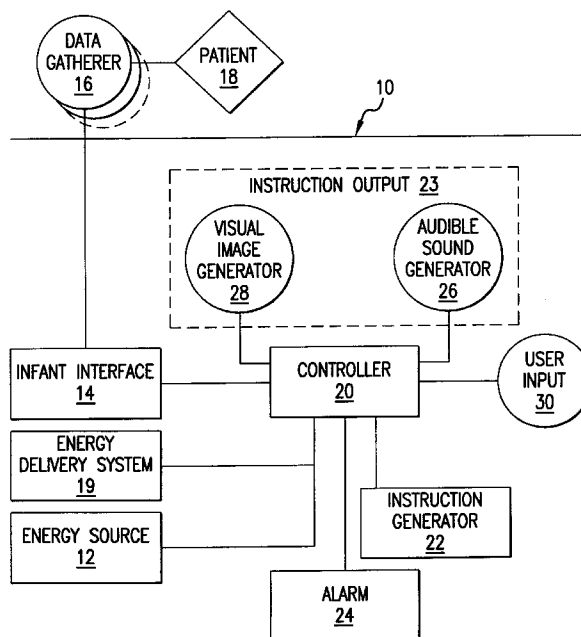 DATA
GATHERER
16
PATIENT
18
10
INSTRUCTION OUTPUT 23
VISUAL
IMAGE
GENERATOR
28
AUDIBLE
SOUND
GENERATOR
26
INFANT INTERFACE
14
CONTROLLER
20
USER
INPUT
30
ENERGY
DELIVERY SYSTEM
19
INSTRUCTION
GENERATOR
22
ENERGY SOURCE
12
ALARM
24